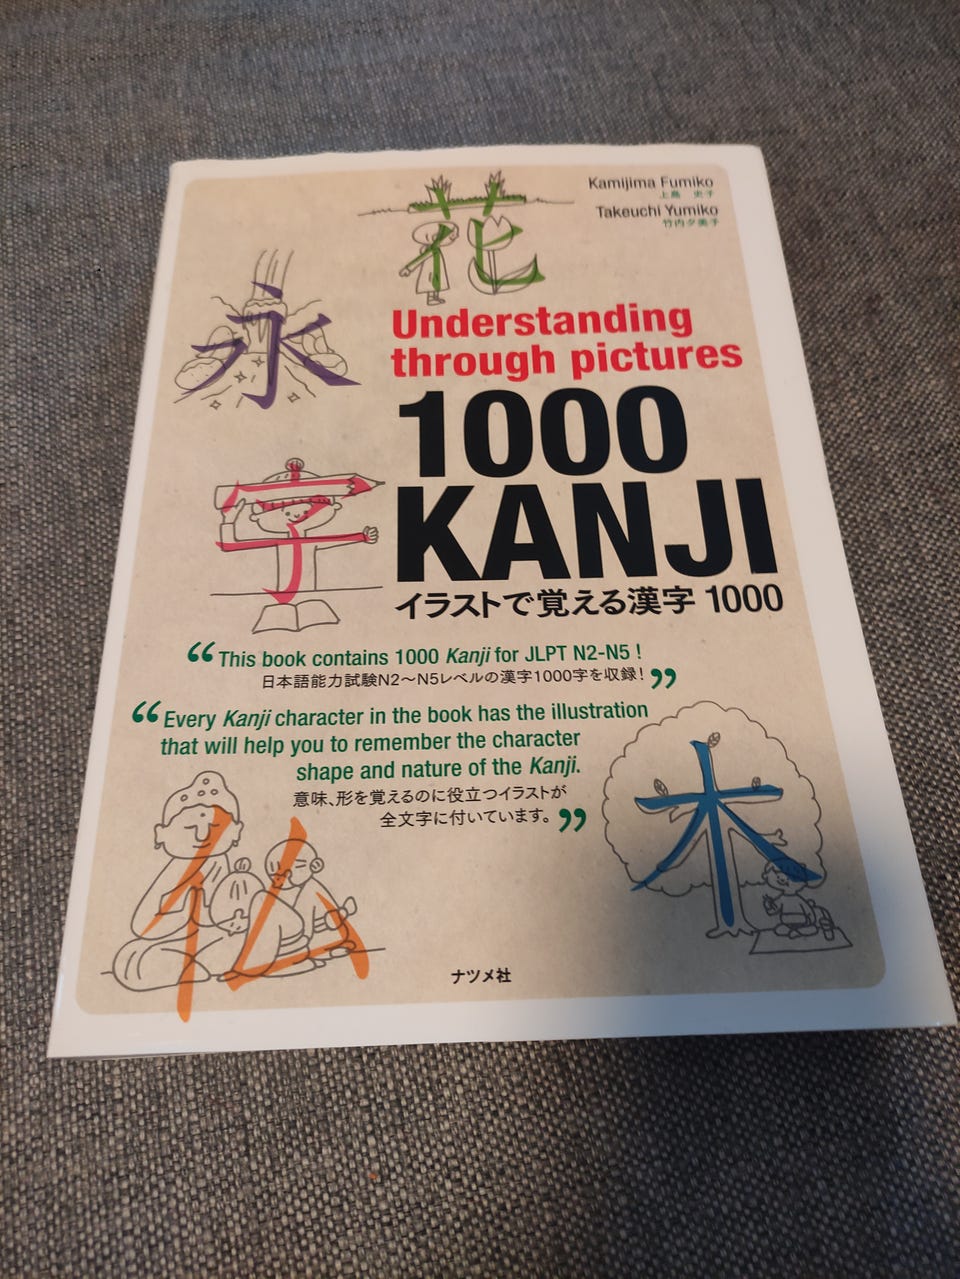 Kamijima Fumiko
上島 史子
Takeuchi Yumiko
竹内夕美子
花
永
字
Understanding
through pictures
1000
KANJI
イラストで覚える漢字 1000
“This book contains 1000 Kanji for JLPT N2-N5 !
日本語能力試験N2〜N5レベルの漢字1000字を収録!”
“Every Kanji character in the book has the illustration
that will help you to remember the character
shape and nature of the Kanji.
意味、形を覚えるのに役立つイラストが
全文字に付いています。”
仏
木
ナツメ社